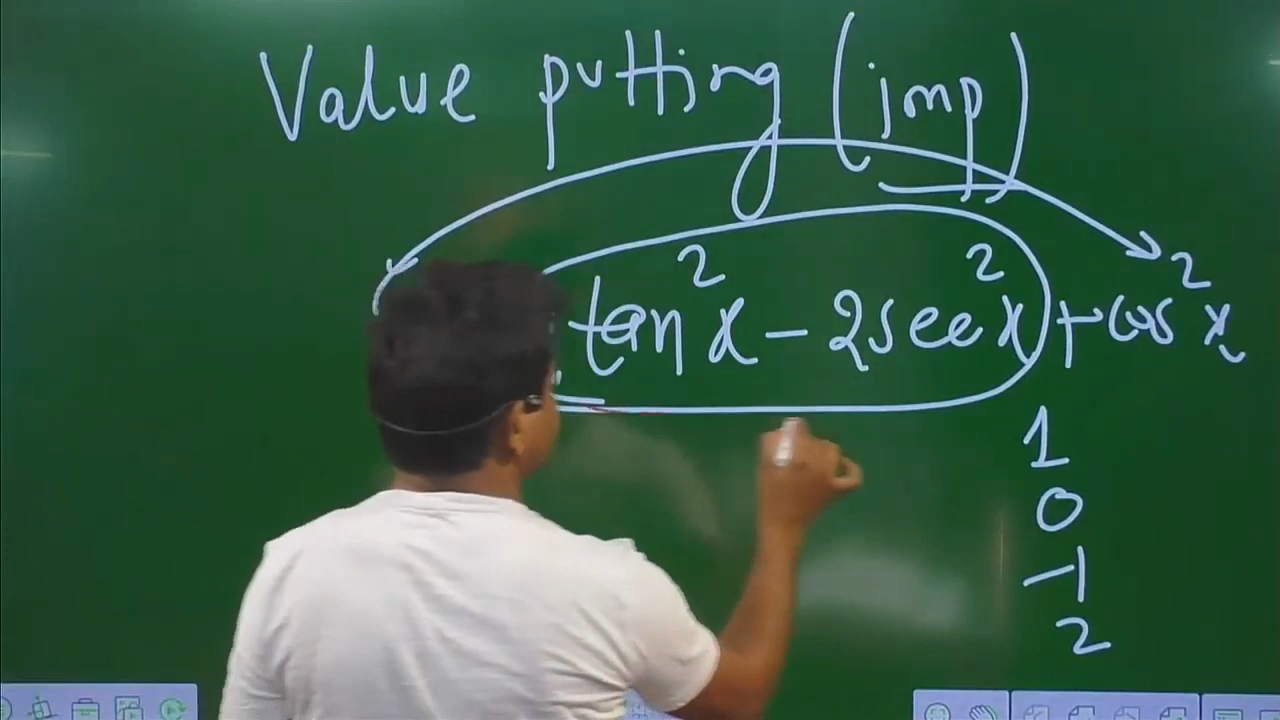 Value putting (imp)
tan²x - 2sec²x + cos²x
1
0
-1
2